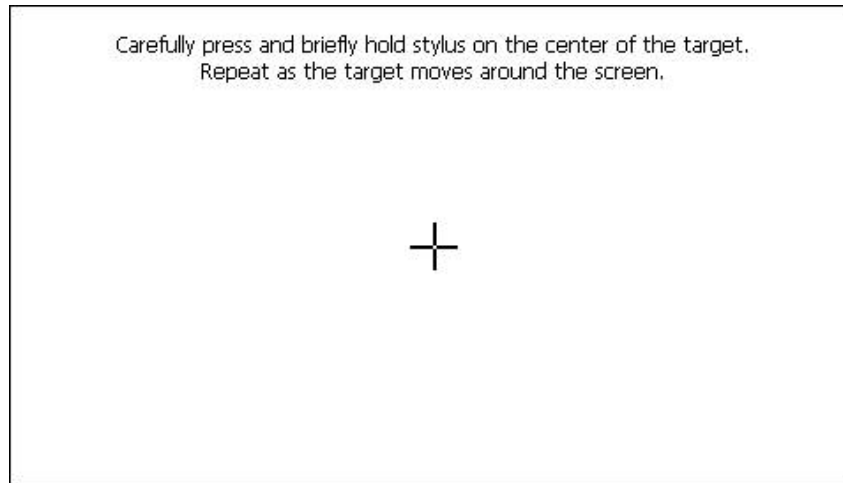 Carefully press and briefly hold stylus on the center of the target.
Repeat as the target moves around the screen.